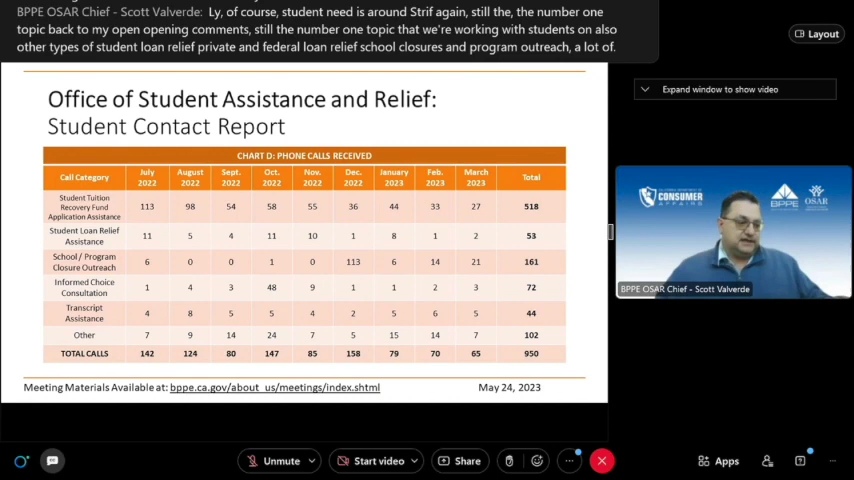 BPPE OSAR Chief - Scott Valverde: Ly, of course, student need is around Strif again, still the, the number one
topic back to my open opening comments, still the number one topic that we're working with students on also
other types of student loan relief private and federal loan relief school closures and program outreach, a lot of.
Layout
Expand window to show video
Office of Student Assistance and Relief:
Student Contact Report
CHART D: PHONE CALLS RECEIVED
Call Category July 2022 August 2022 Sept. 2022 Oct. 2022 Nov. 2022 Dec. 2022 January 2023 Feb. 2023 March 2023 Total
Student Tuition Recovery Fund Application Assistance 113 98 54 58 55 36 44 33 27 518
Student Loan Relief Assistance 11 5 4 11 10 1 8 1 2 53
School / Program Closure Outreach 6 0 0 1 0 113 6 14 21 161
Informed Choice Consultation 1 4 3 48 9 1 1 2 3 72
Transcript Assistance 4 8 5 5 4 2 5 6 5 44
Other 7 9 14 24 7 5 15 14 7 102
TOTAL CALLS 142 124 80 147 85 158 79 70 65 950
Meeting Materials Available at: bppe.ca.gov/about_us/meetings/index.shtml
May 24, 2023
CONSUMER
AFFAIRS
BPPE
OSAR
BPPE OSAR Chief - Scott Valverde
Unmute
Start video
Share
Apps